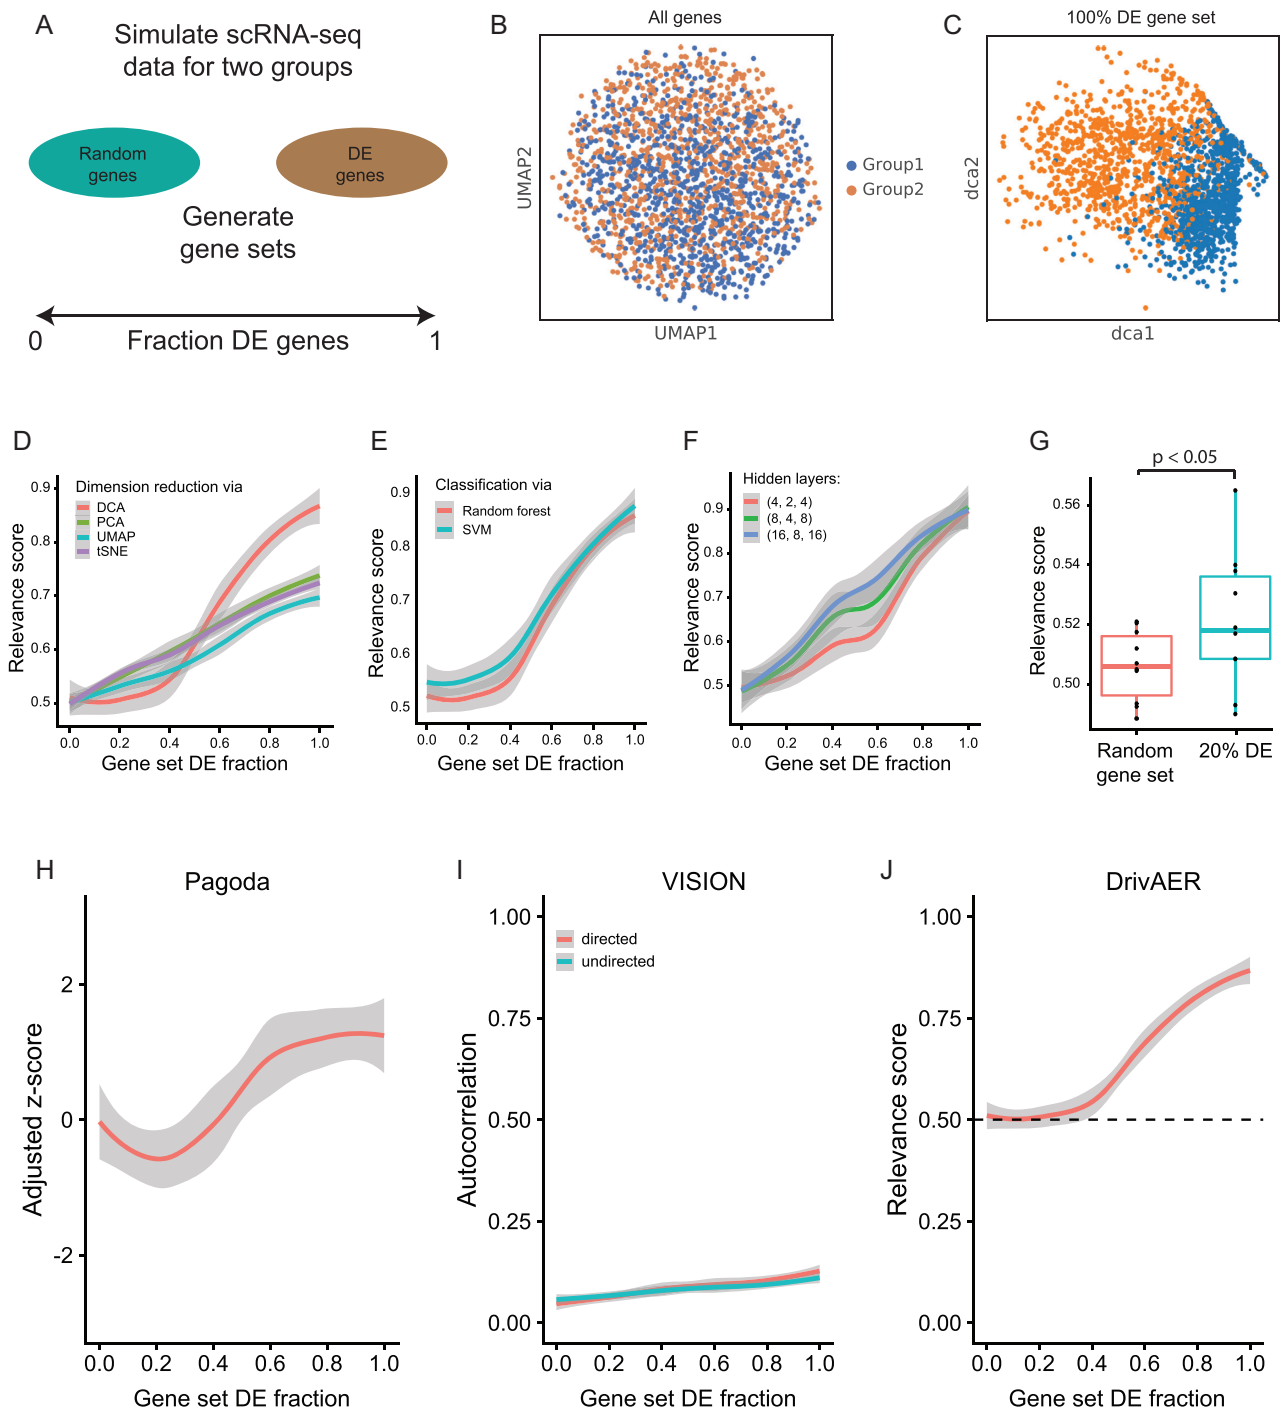 A
Simulate scRNA-seq
data for two groups
Random
genes
DE
genes
Generate
gene sets
0
Fraction DE genes
1
B
All genes
UMAP2
UMAP1
Group1
Group2
C
100% DE gene set
dca2
dca1
D
Dimension reduction via
DCA
PCA
UMAP
tSNE
Relevance score
0.9
0.8
0.7
0.6
0.5
0.0 0.2 0.4 0.6 0.8 1.0
Gene set DE fraction
E
Classification via
Random forest
SVM
Relevance score
0.9
0.8
0.7
0.6
0.5
0.0 0.2 0.4 0.6 0.8 1.0
Gene set DE fraction
F
Hidden layers:
(4, 2, 4)
(8, 4, 8)
(16, 8, 16)
Relevance score
0.9
0.8
0.7
0.6
0.5
0.0 0.2 0.4 0.6 0.8 1.0
Gene set DE fraction
G
p < 0.05
Relevance score
0.56
0.54
0.52
0.50
Random
gene set
20% DE
H
Pagoda
Adjusted z-score
2
0
-2
0.0 0.2 0.4 0.6 0.8 1.0
Gene set DE fraction
I
VISION
directed
undirected
Autocorrelation
1.00
0.75
0.50
0.25
0.00
0.0 0.2 0.4 0.6 0.8 1.0
Gene set DE fraction
J
DrivAER
Relevance score
1.00
0.75
0.50
0.25
0.00
0.0 0.2 0.4 0.6 0.8 1.0
Gene set DE fraction